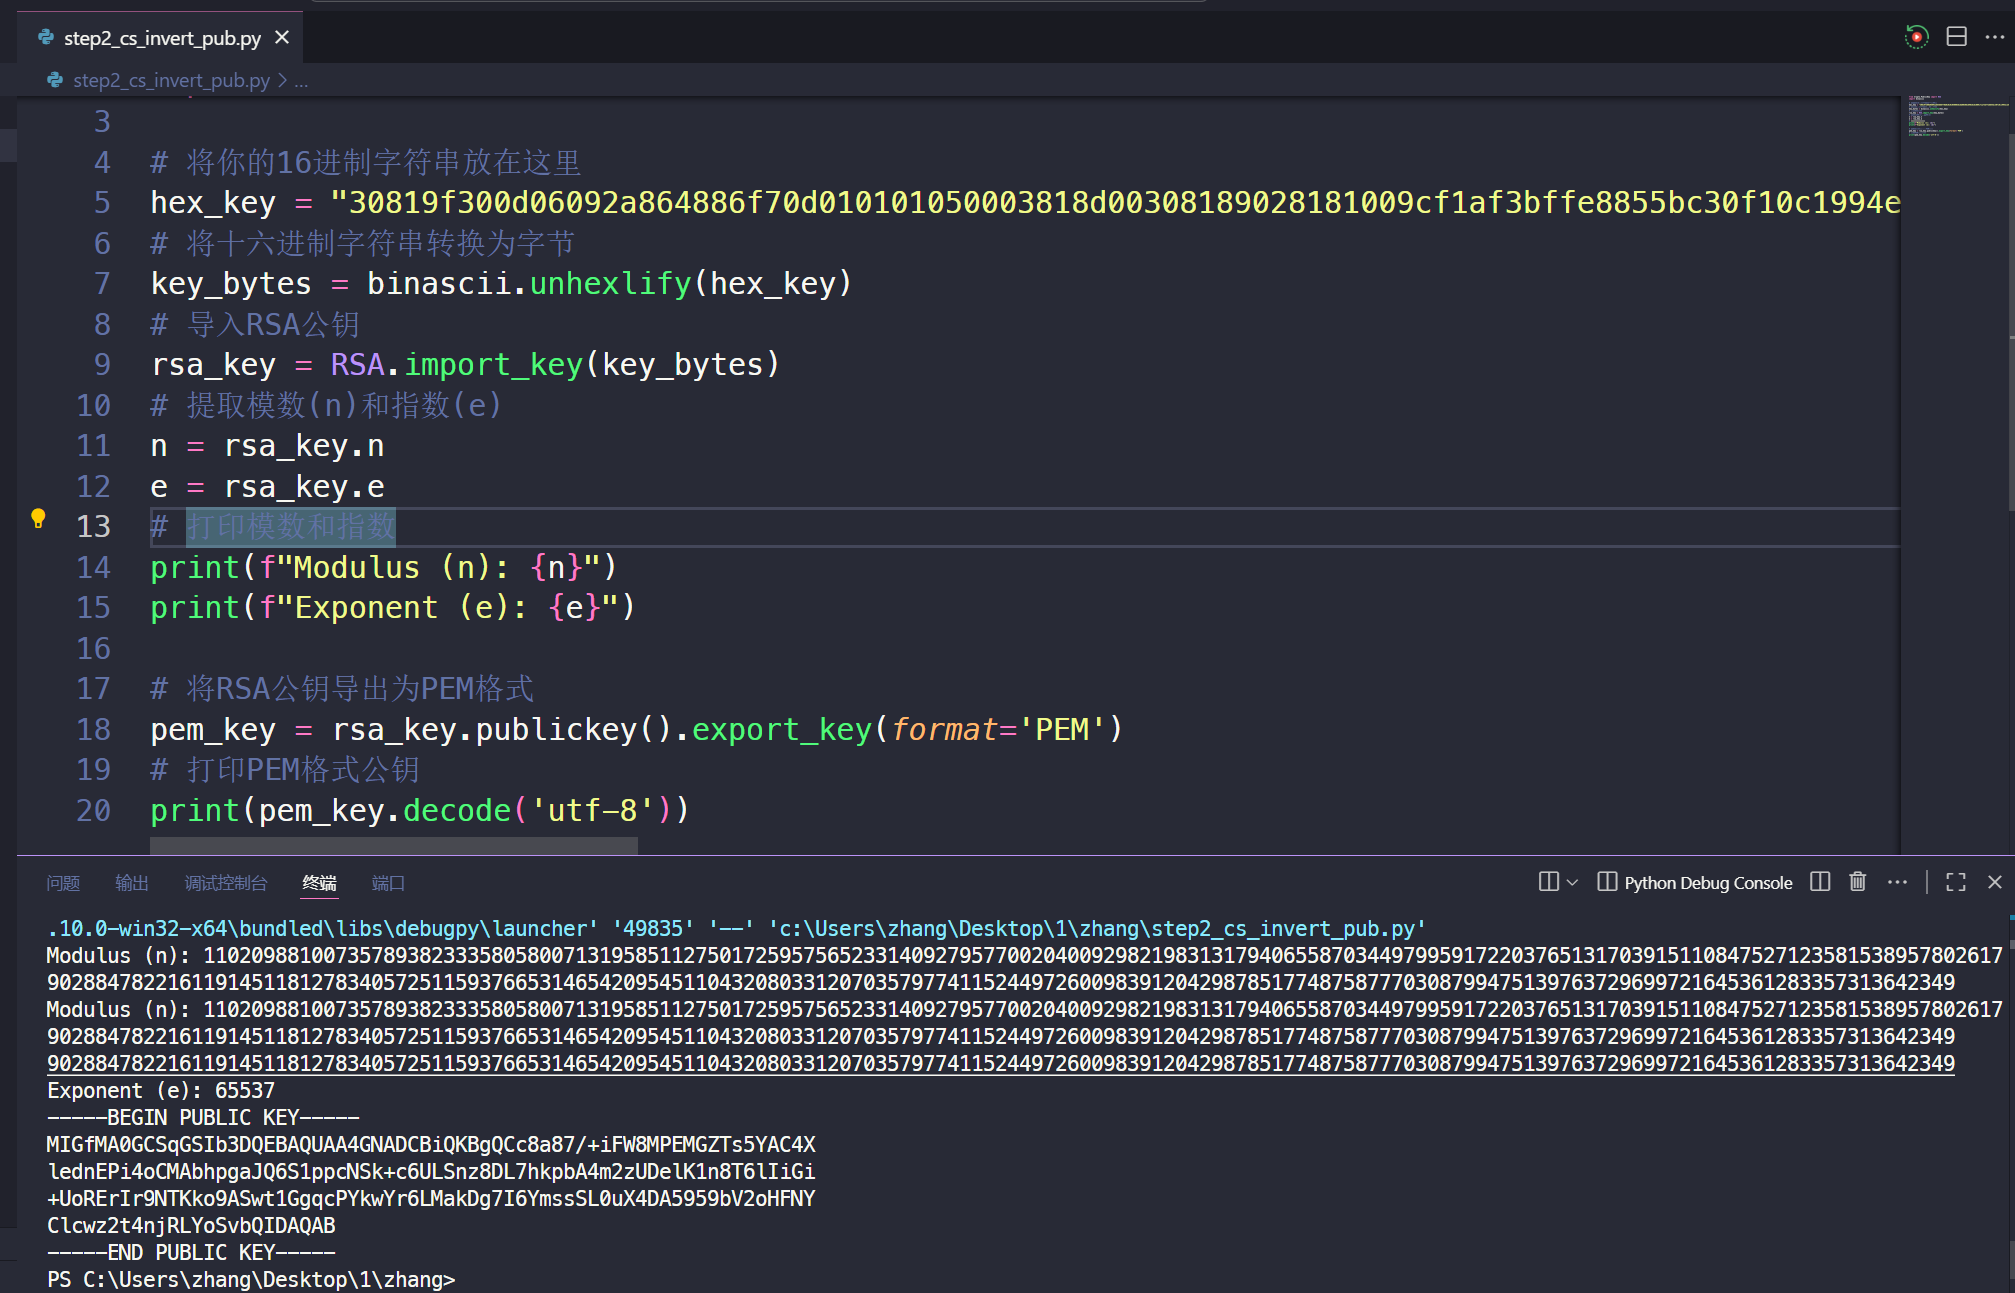 step2_cs_invert_pub.py
step2_cs_invert_pub.py > ...
3
4 # 将你的16进制字符串放在这里
5 hex_key = "30819f300d06092a864886f70d010101050003818d00308189028181009cf1af3bffe8855bc30f10c1994e
6 # 将十六进制字符串转换为字节
7 key_bytes = binascii.unhexlify(hex_key)
8 # 导入RSA公钥
9 rsa_key = RSA.import_key(key_bytes)
10 # 提取模数(n)和指数(e)
11 n = rsa_key.n
12 e = rsa_key.e
13 # 打印模数和指数
14 print(f"Modulus (n): {n}")
15 print(f"Exponent (e): {e}")
16
17 # 将RSA公钥导出为PEM格式
18 pem_key = rsa_key.publickey().export_key(format='PEM')
19 # 打印PEM格式公钥
20 print(pem_key.decode('utf-8'))
问题 输出 调试控制台 终端 端口 Python Debug Console
.10.0-win32-x64\bundled\libs\debugpy\launcher' '49835' '--' 'c:\Users\zhang\Desktop\1\zhang\step2_cs_invert_pub.py'
Modulus (n): 110209881007357893823335805800713195851127501725957565233140927957700204009298219831317940655870344979959172203765131703915110847527123581538957802617
90288478221611914511812783405725115937665314654209545110432080331207035797741152449726009839120429878517748758777030879947513976372969972164536128335731364234​9
Modulus (n): 110209881007357893823335805800713195851127501725957565233140927957700204009298219831317940655870344979959172203765131703915110847527123581538957802617
902884782216119145118127834057251159376653146542095451104320803312070357977411524497260098391204298785177487587770308799475139763729699721645361283357313642349
902884782216119145118127834057251159376653146542095451104320803312070357977411524497260098391204298785177487587770308799475139763729699721645361283357313642349
Exponent (e): 65537
-----BEGIN PUBLIC KEY-----
MIGfMA0GCSqGSIb3DQEBAQUAA4GNADCBiQKBgQCc8a87/+iFW8MPEMGZTs5YAC4X
lednEPi4oCMAbhpgaJQ6S1ppcNSk+c6ULSnz8DL7hkpbA4m2zUDelK1n8T6lIiGi
+UoRErIr9NTKko9ASwt1GgqcPYkwYr6LMakDg7I6YmssSL0uX4DA5959bV2oHFNY
Clcwz2t4njRLYoSvbQIDAQAB
-----END PUBLIC KEY-----
PS C:\Users\zhang\Desktop\1\zhang>